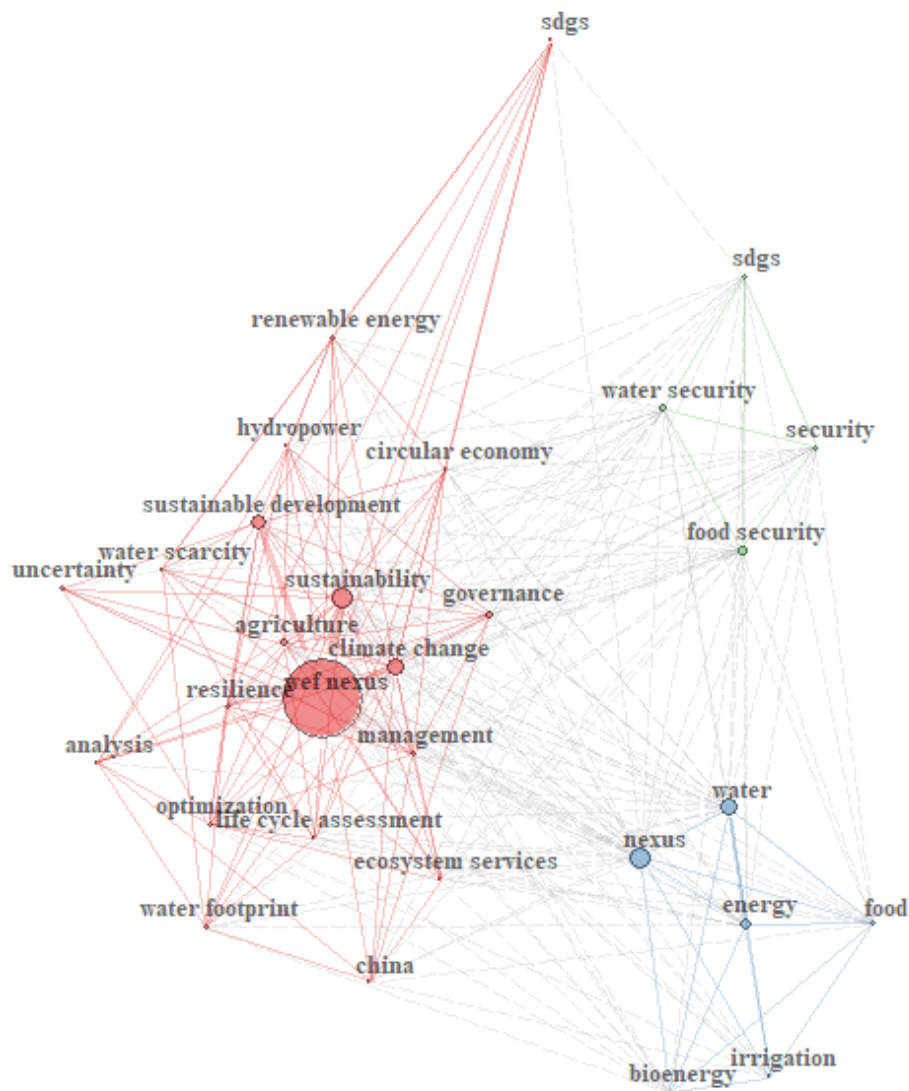 sdgs
sdgs
renewable energy
water security
hydropower
security
circular economy
sustainable development
food security
water scarcity
uncertainty
sustainability
governance
agriculture
climate change
wef nexus
resilience
management
analysis
water
optimization
life cycle assessment
nexus
ecosystem services
energy
food
water footprint
china
irrigation
bioenergy